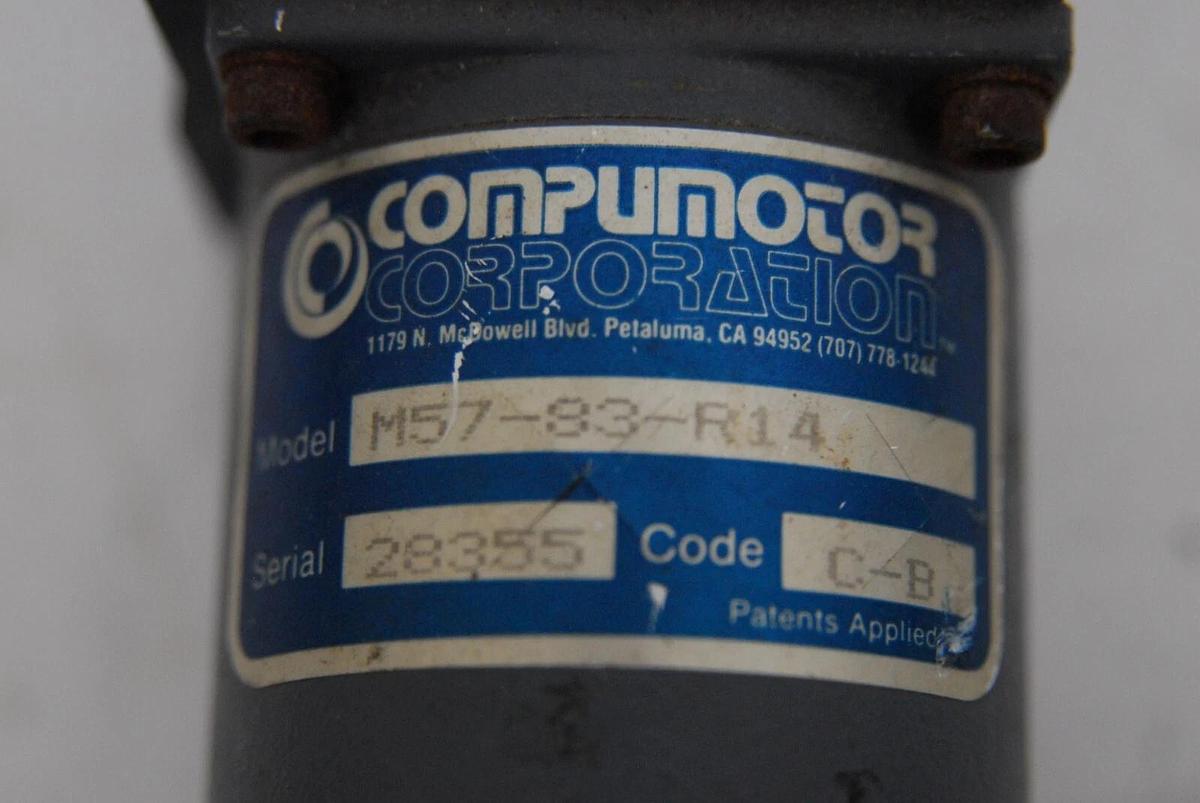 COMPUMOTOR
CORPORATION™
1179 N. McDowell Blvd. Petaluma, CA 94952 (707) 778-1244
Model M57-83-R14
Serial 28355 Code C-B
Patents Applied